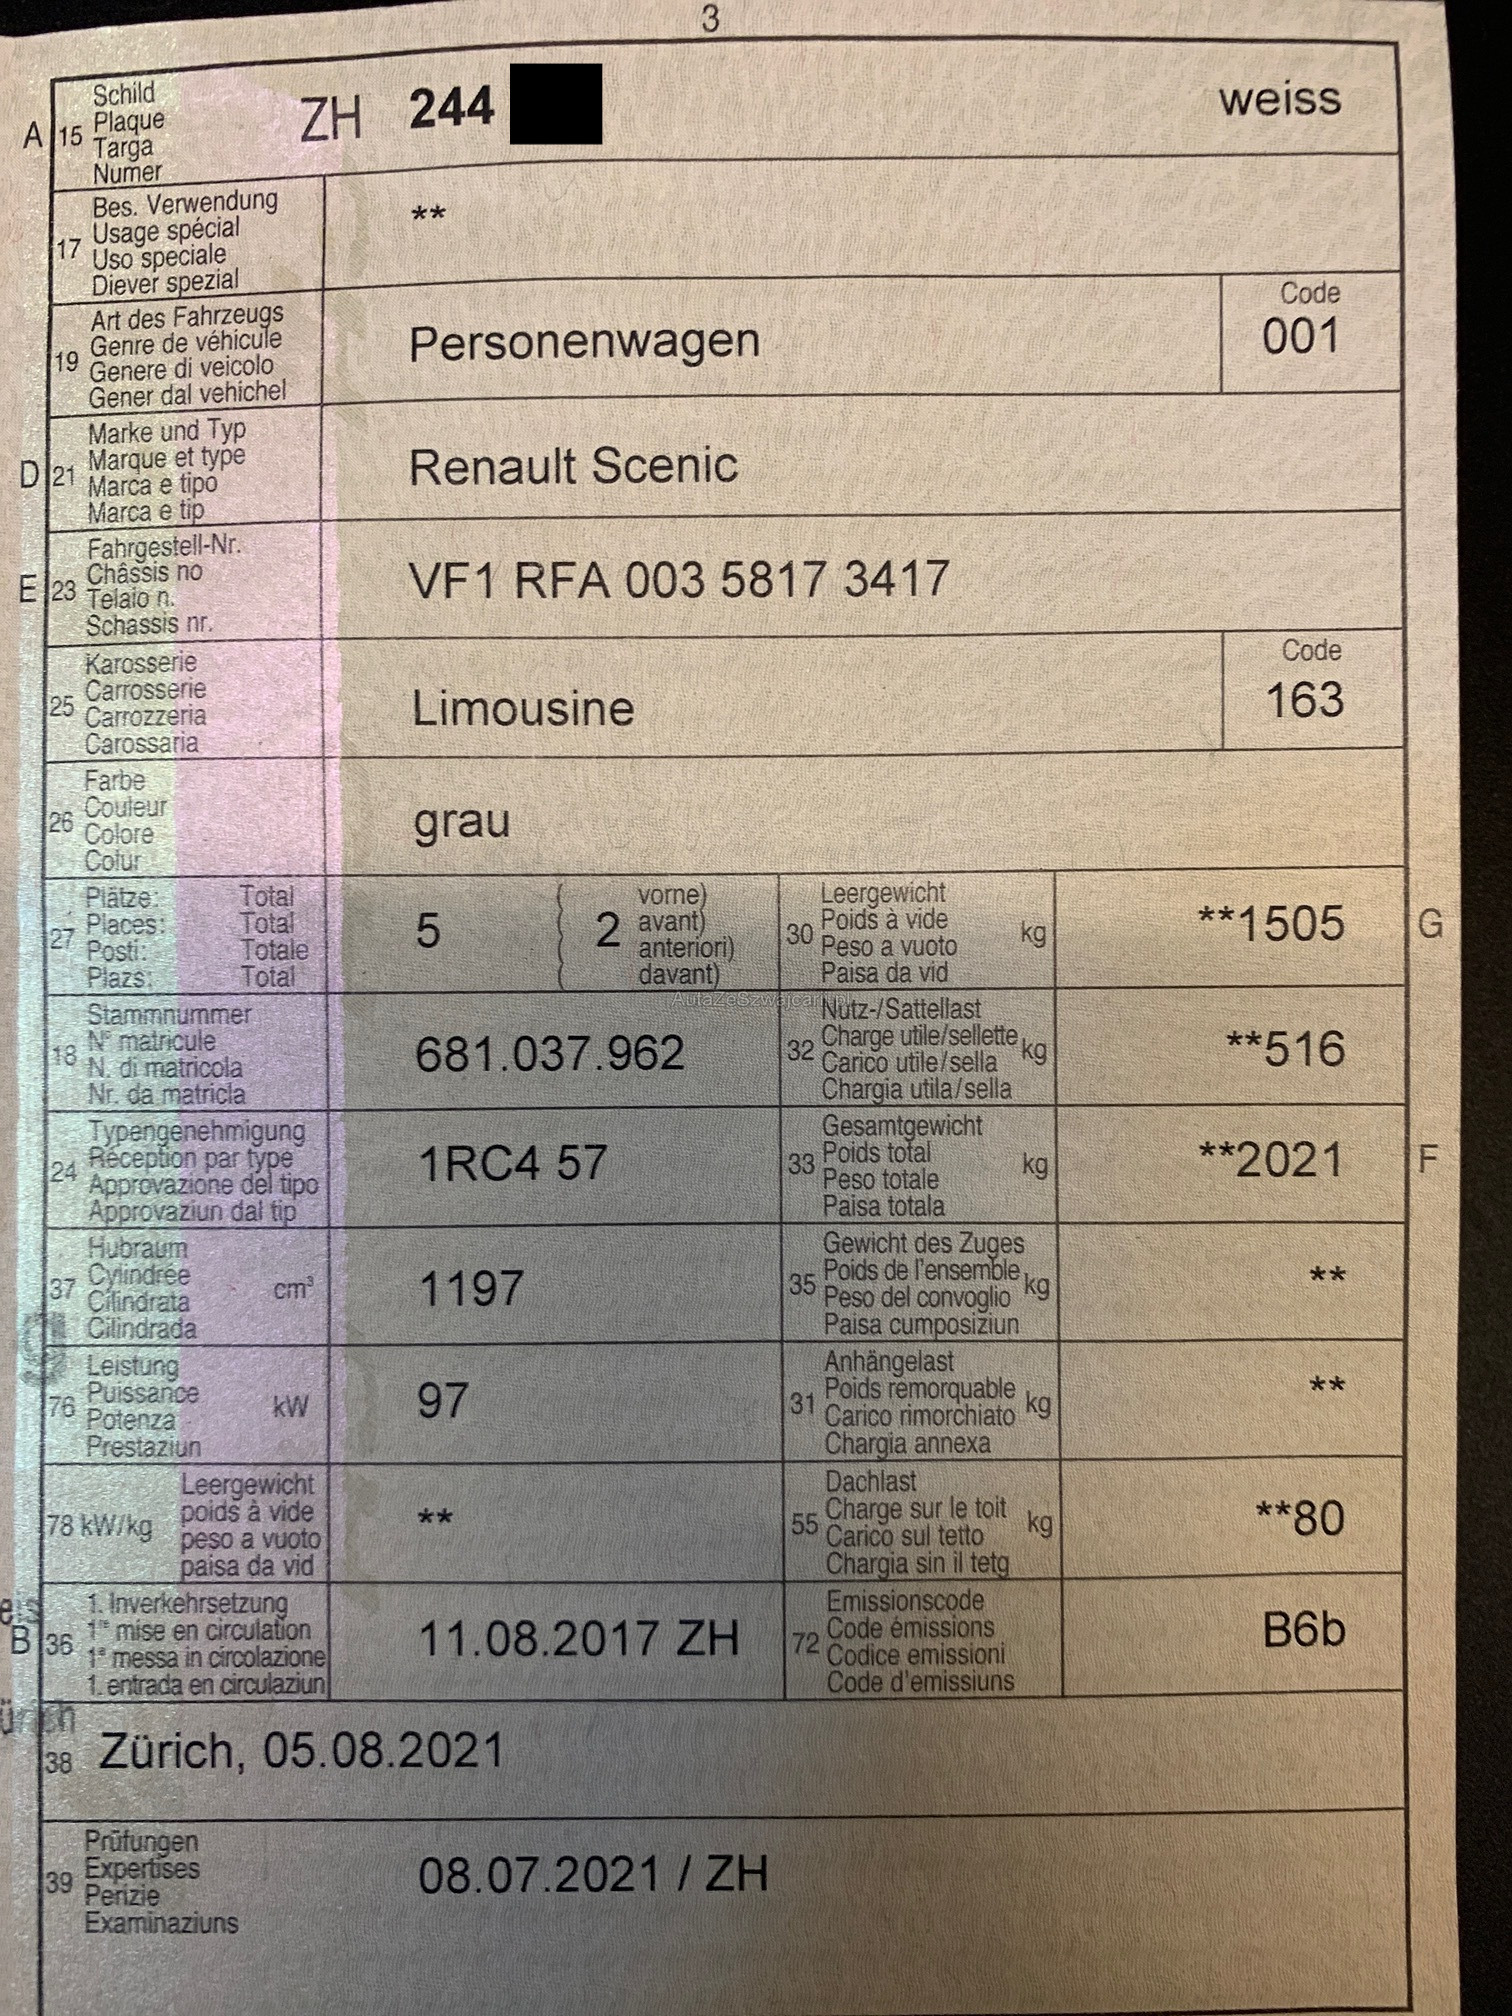 3
A 15 Schild Plaque Targa Numer ZH 244 weiss
17 Bes. Verwendung **
Usage spécial
Uso speciale
Diever spezial
19 Art des Fahrzeugs Personenwagen Code 001
Genre de véhicule
Genere di veicolo
Gener dal vehichel
D 21 Marke und Typ Renault Scenic
Marque et type
Marca e tipo
Marca e tip
E 23 Fahrgestell-Nr. VF1 RFA 003 5817 3417
Châssis no
Telaio n.
Schassis nr.
25 Karosserie Limousine Code 163
Carrosserie
Carrozzeria
Carossaria
26 Farbe grau
Couleur
Colore
Colur
27 Plätze: Total 5 ( 2 vorne)
Places: Total avant)
Posti: Totale anteriori)
Plazs: Total davant)
30 Leergewicht kg **1505 G
Poids à vide
Peso a vuoto
Paisa da vid
AutaZeSzwajcarii.pl
18 Stammnummer 681.037.962
N° matricule
N. di matricola
Nr. da matricla
32 Nutz-/Sattellast kg **516
Charge utile/sellette
Carico utile/sella
Chargia utila/sella
24 Typengenehmigung 1RC4 57
Réception par type
Approvazione del tipo
Approvaziun dal tip
33 Gesamtgewicht kg **2021 F
Poids total
Peso totale
Paisa totala
37 Hubraum cm³ 1197
Cylindrée
Cilindrata
Cilindrada
35 Gewicht des Zuges kg **
Poids de l'ensemble
Peso del convoglio
Paisa cumposiziun
76 Leistung kW 97
Puissance
Potenza
Prestaziun
31 Anhängelast kg **
Poids remorquable
Carico rimorchiato
Chargia annexa
78 kW/kg Leergewicht **
poids à vide
peso a vuoto
paisa da vid
55 Dachlast kg **80
Charge sur le toit
Carico sul tetto
Chargia sin il tetg
B 36 1. Inverkehrsetzung 11.08.2017 ZH
1re mise en circulation
1a messa in circolazione
1. entrada en circulaziun
72 Emissionscode B6b
Code émissions
Codice emissioni
Code d'emissiuns
38 Zürich, 05.08.2021
39 Prüfungen 08.07.2021 / ZH
Expertises
Perizie
Examinaziuns